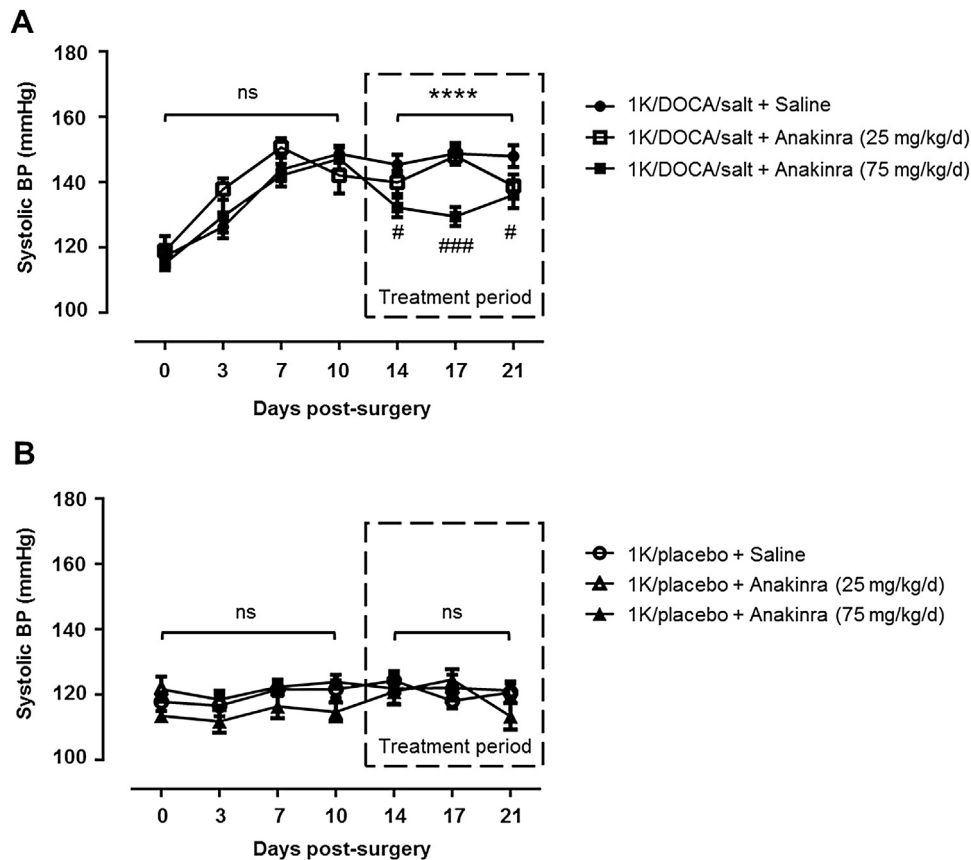 A
Systolic BP (mmHg)
180
160
140
120
100
ns
****
#
###
#
Treatment period
0 3 7 10 14 17 21
Days post-surgery
1K/DOCA/salt + Saline
1K/DOCA/salt + Anakinra (25 mg/kg/d)
1K/DOCA/salt + Anakinra (75 mg/kg/d)
B
Systolic BP (mmHg)
180
160
140
120
100
ns
ns
Treatment period
0 3 7 10 14 17 21
Days post-surgery
1K/placebo + Saline
1K/placebo + Anakinra (25 mg/kg/d)
1K/placebo + Anakinra (75 mg/kg/d)